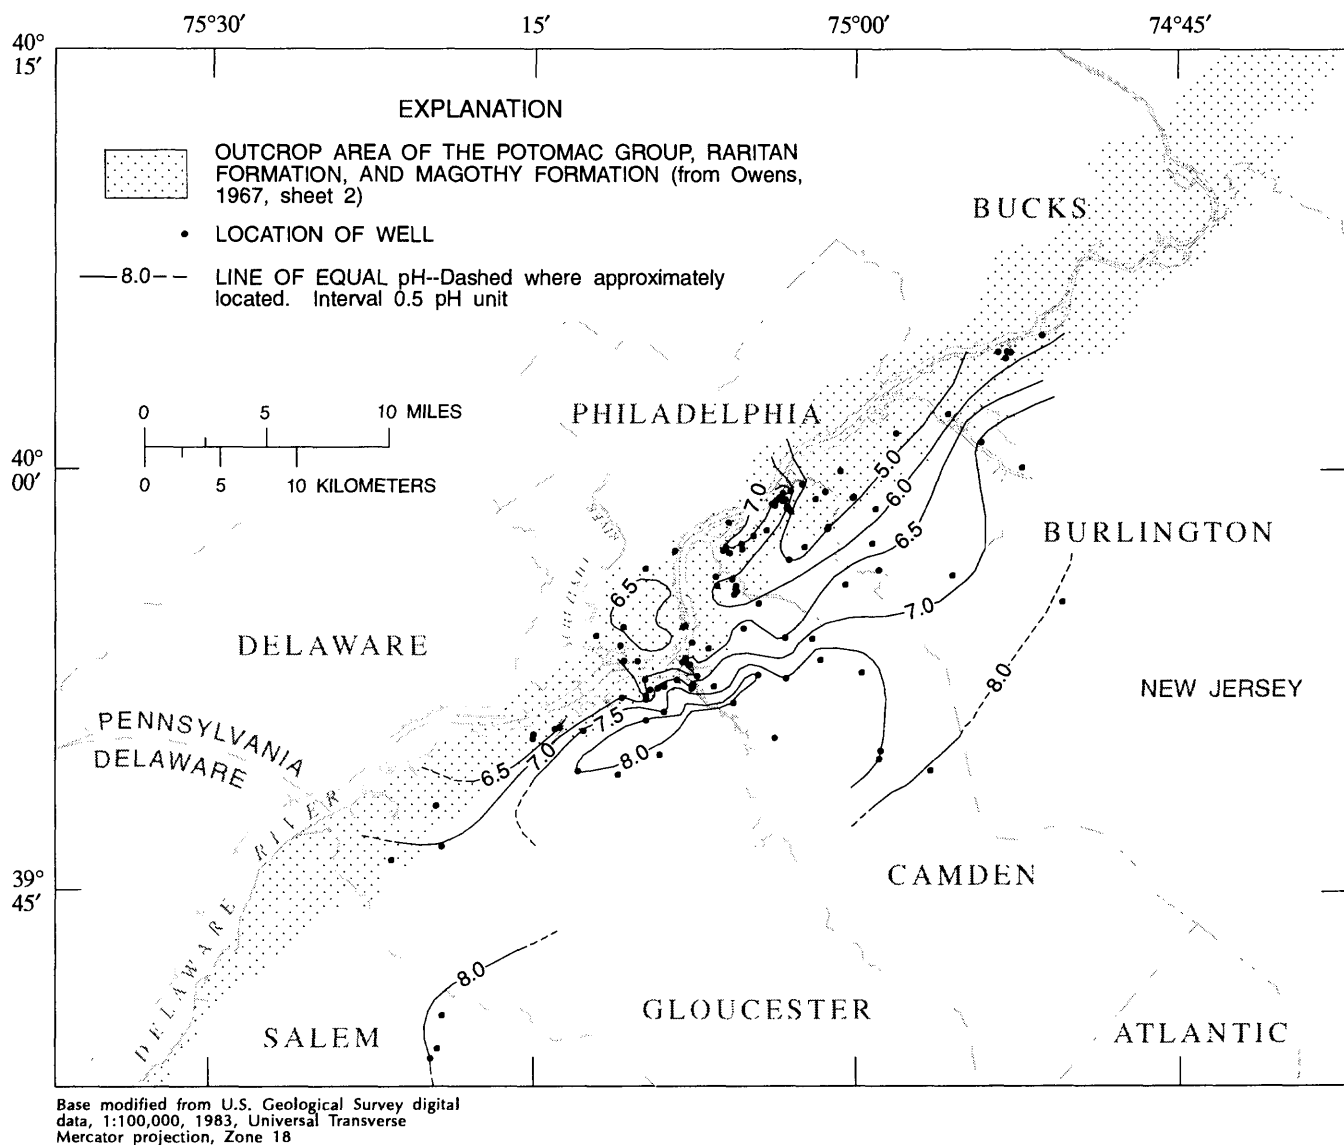 75°30′ 15′ 75°00′ 74°45′
40°
15′
EXPLANATION
OUTCROP AREA OF THE POTOMAC GROUP, RARITAN
FORMATION, AND MAGOTHY FORMATION (from Owens,
1967, sheet 2)
LOCATION OF WELL
8.0
LINE OF EQUAL pH--Dashed where approximately
located. Interval 0.5 pH unit
BUCKS
0 5 10 MILES
0 5 10 KILOMETERS
PHILADELPHIA
40°
00′
5.0
7.0
6.0
6.5
BURLINGTON
RIVER
6.5
7.0
DELAWARE
8.0
NEW JERSEY
PENNSYLVANIA
DELAWARE
7.5
7.0
8.0
6.5
DELAWARE RIVER
CAMDEN
39°
45′
8.0
GLOUCESTER
SALEM
ATLANTIC
Base modified from U.S. Geological Survey digital
data, 1:100,000, 1983, Universal Transverse
Mercator projection, Zone 18